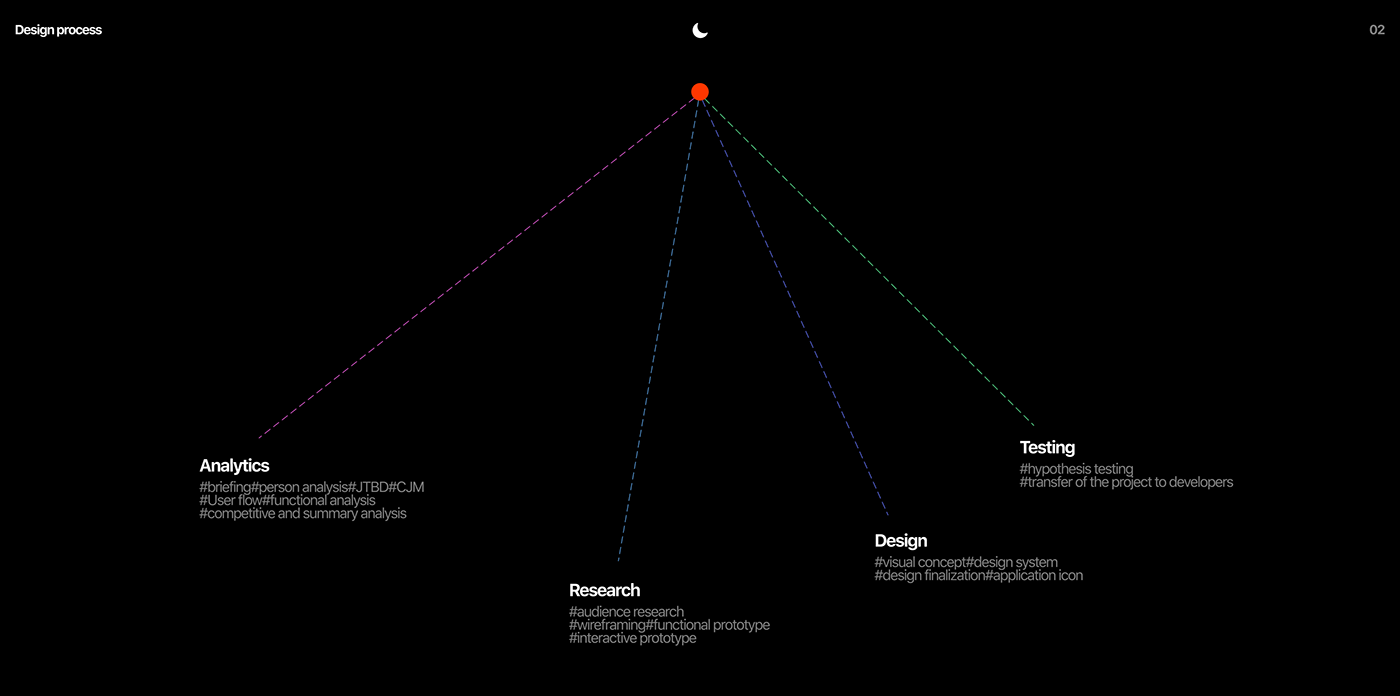 Design process
02
Analytics
#briefing#person analysis#JTBD#CJM
#User flow#functional analysis
#competitive and summary analysis
Research
#audience research
#wireframing#functional prototype
#interactive prototype
Design
#visual concept#design system
#design finalization#application icon
Testing
#hypothesis testing
#transfer of the project to developers